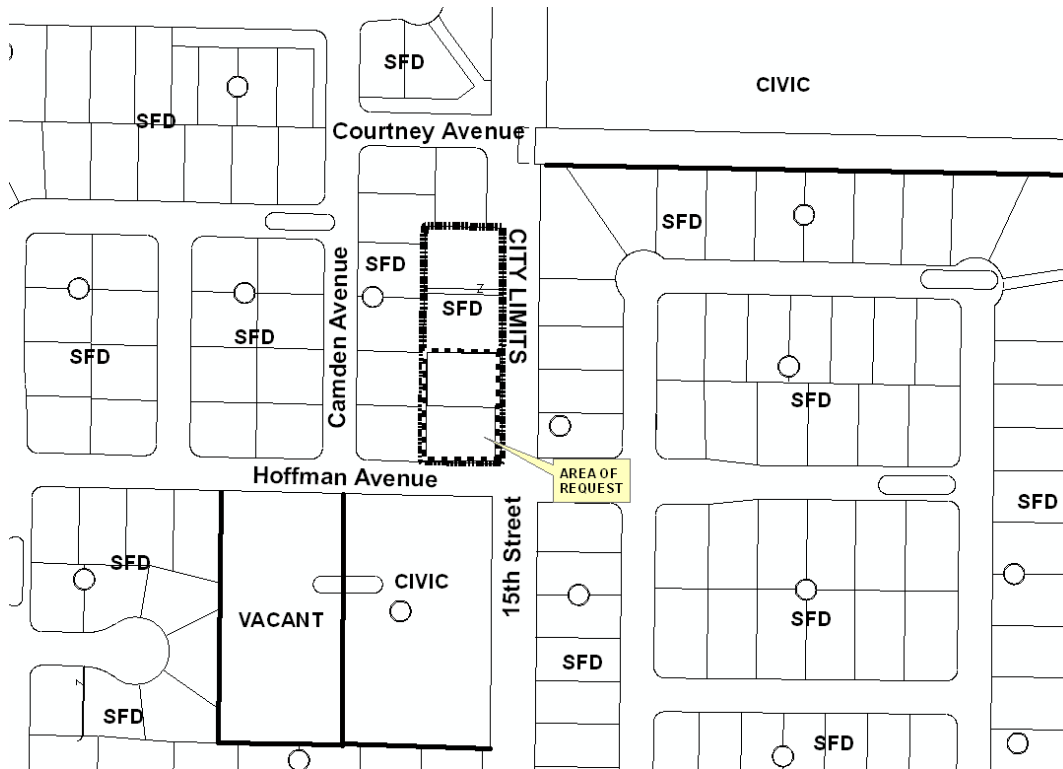 SFD
CIVIC
SFD
Courtney Avenue
SFD
CITY LIMITS
SFD
Z
SFD
Camden Avenue
SFD
SFD
SFD
Hoffman Avenue
AREA OF
REQUEST
SFD
15th Street
SFD
CIVIC
VACANT
SFD
SFD
Z
SFD
SFD